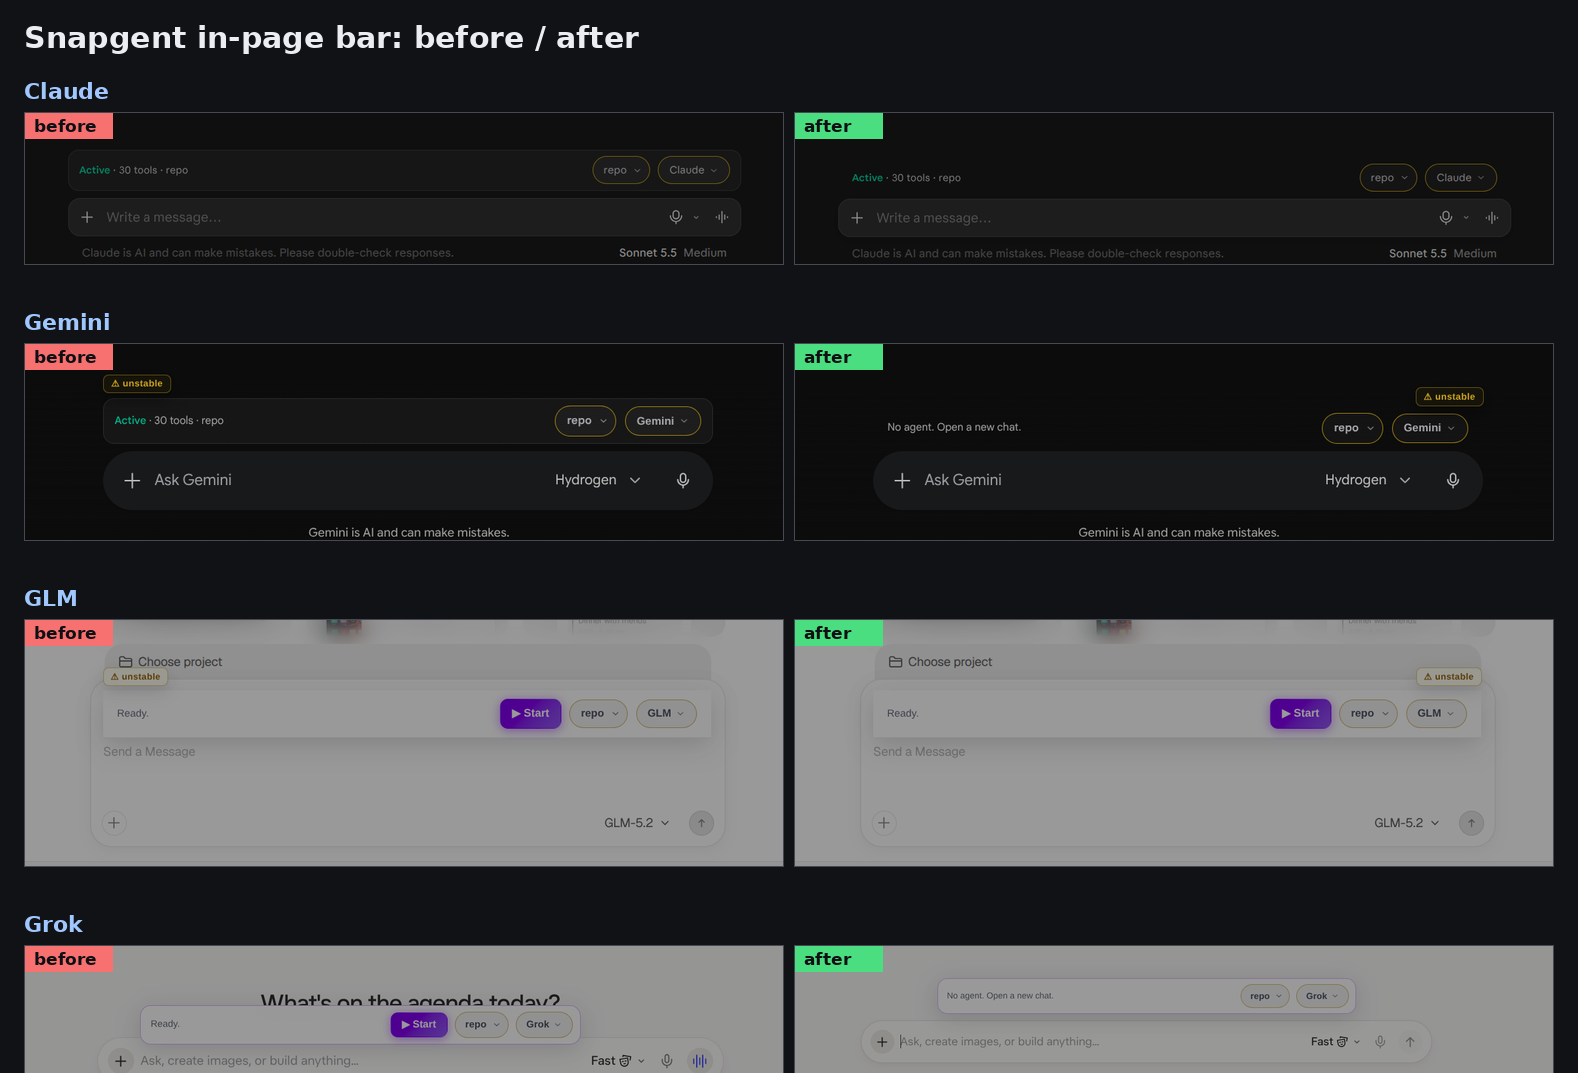 Snapgent in-page bar: before / after
Claude
before
Active · 30 tools · repo
repo
Claude
Write a message...
Claude is AI and can make mistakes. Please double-check responses.
Sonnet 5.5 Medium
after
Active · 30 tools · repo
repo
Claude
Write a message...
Claude is AI and can make mistakes. Please double-check responses.
Sonnet 5.5 Medium
Gemini
before
⚠ unstable
Active · 30 tools · repo
repo
Gemini
Ask Gemini
Hydrogen
Gemini is AI and can make mistakes.
after
⚠ unstable
No agent. Open a new chat.
repo
Gemini
Ask Gemini
Hydrogen
Gemini is AI and can make mistakes.
GLM
before
Dinner with friends
Choose project
⚠ unstable
Ready.
▶ Start
repo
GLM
Send a Message
GLM-5.2
after
Dinner with friends
Choose project
⚠ unstable
Ready.
▶ Start
repo
GLM
Send a Message
GLM-5.2
Grok
before
What's on the agenda today?
Ready.
▶ Start
repo
Grok
Ask, create images, or build anything...
Fast
after
No agent. Open a new chat.
repo
Grok
Ask, create images, or build anything...
Fast